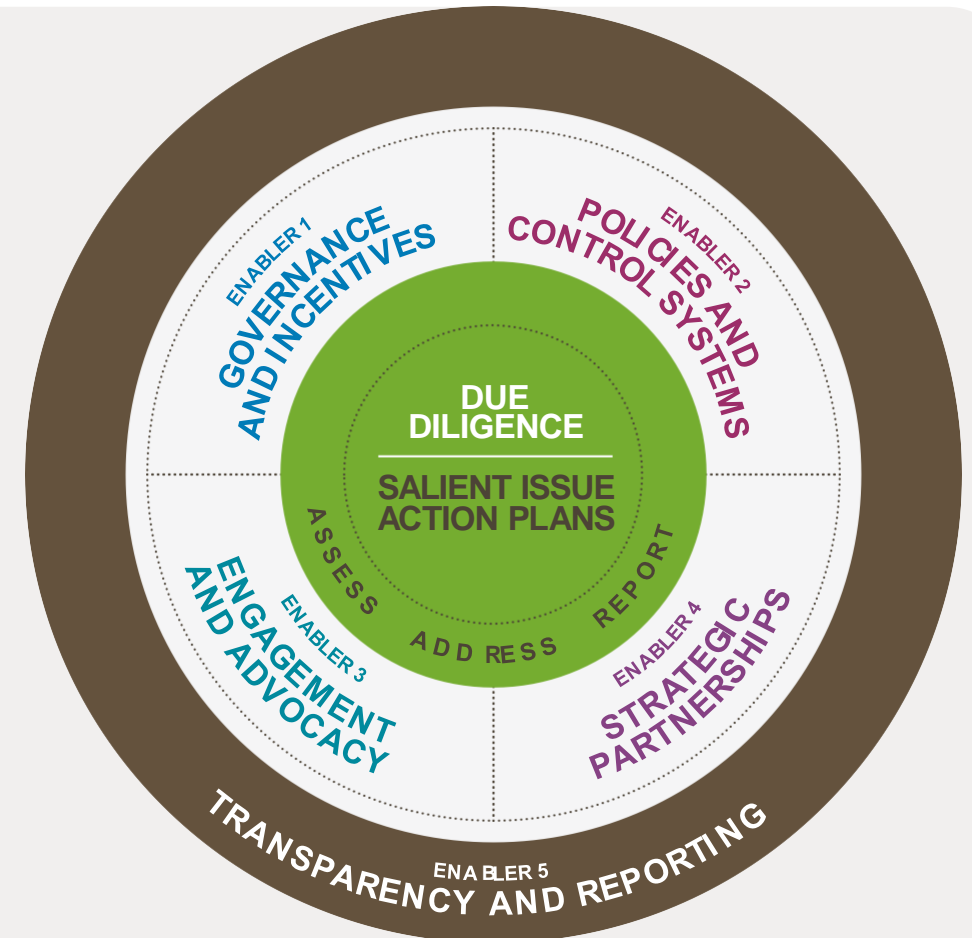 ENABLER 1
GOVERNANCE
AND INCENTIVES
ENABLER 2
POLICIES AND
CONTROL SYSTEMS
DUE
DILIGENCE
SALIENT ISSUE
ACTION PLANS
ASSESS
ADDRESS
REPORT
ENABLER 3
ENGAGEMENT
AND ADVOCACY
ENABLER 4
STRATEGIC
PARTNERSHIPS
ENABLER 5
TRANSPARENCY AND REPORTING